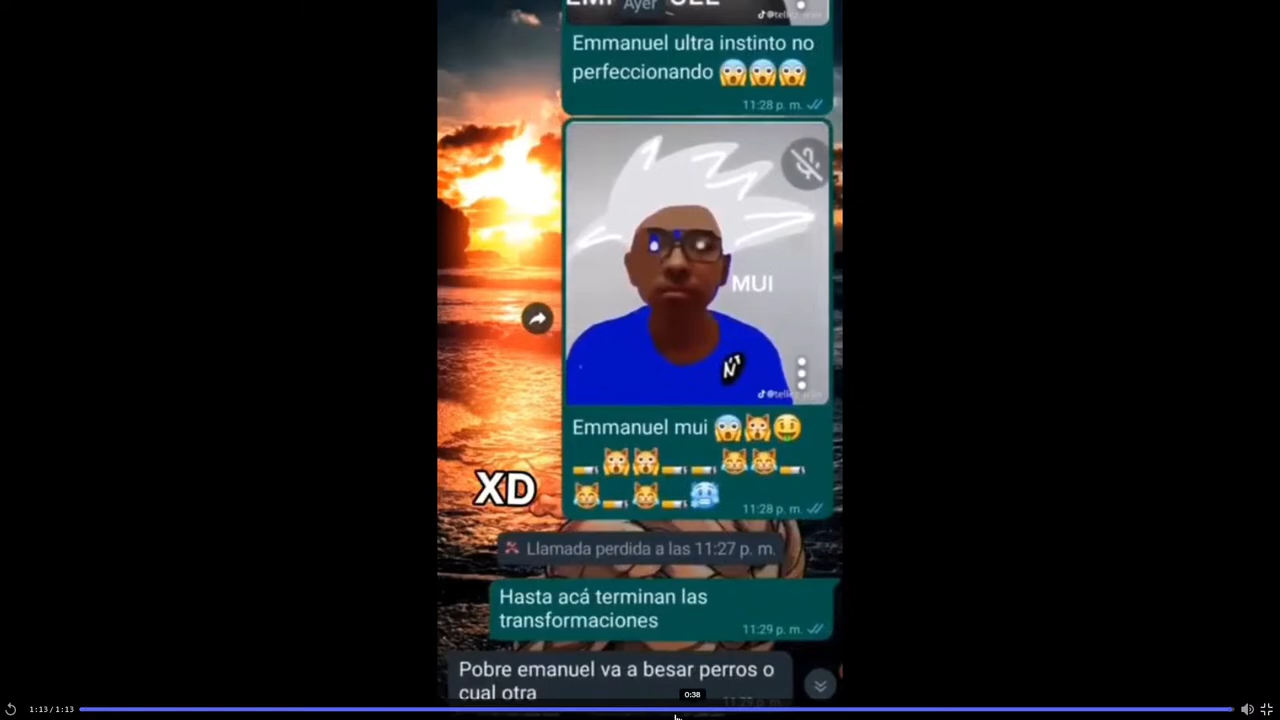 Ayer
Emmanuel ultra instinto no
perfeccionando 😱😱😱
11:28 p. m.
MUI
N'T
Emmanuel mui 😱🙀🤑
🚬🙀🙀🚬🚬😹😹🚬
😹🚬😹🚬🥶
11:28 p. m.
XD
Llamada perdida a las 11:27 p. m.
Hasta acá terminan las
transformaciones
11:29 p. m.
Pobre emanuel va a besar perros o
cual otra
11:29 p. m.
0:38
1:13 / 1:13